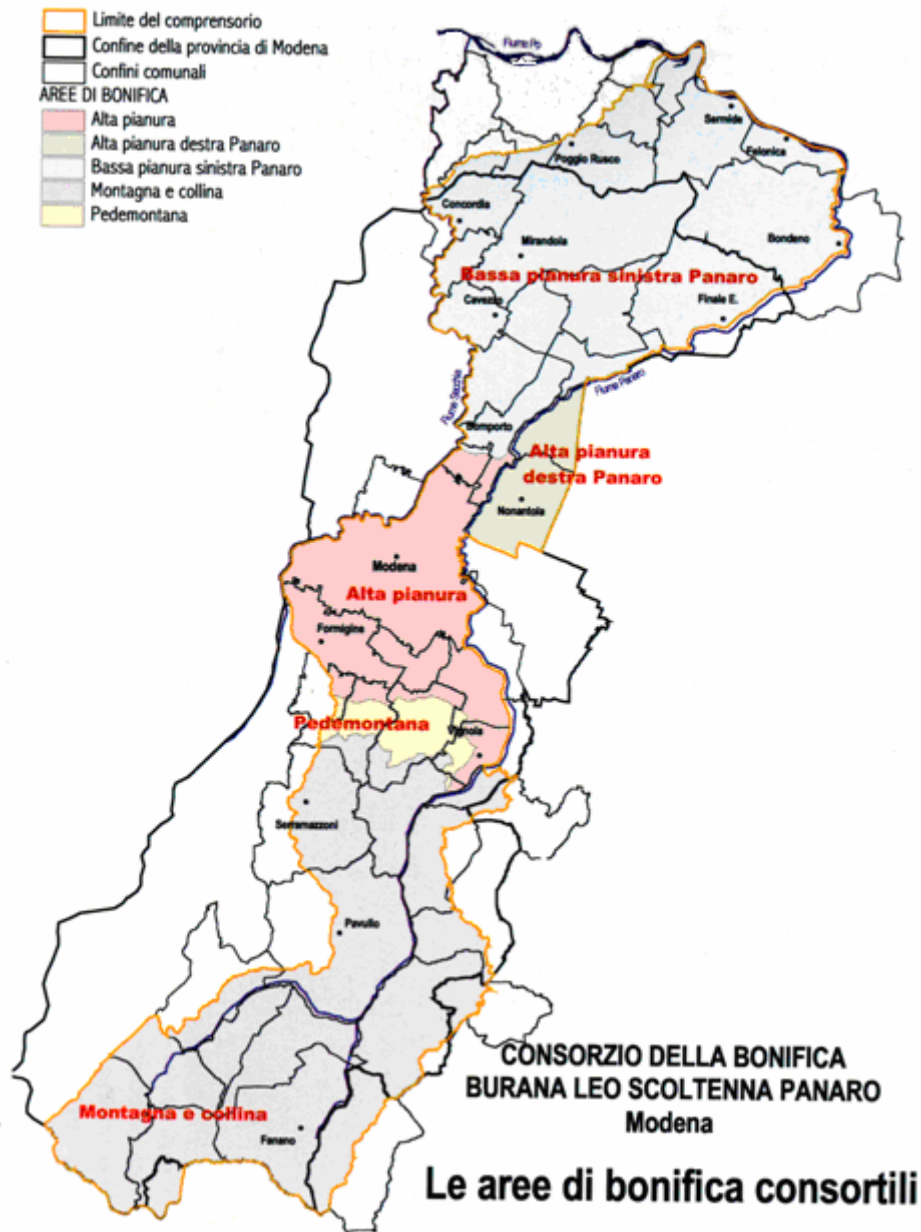 Limite del comprensorio
Confine della provincia di Modena
Confini comunali
AREE DI BONIFICA
Alta pianura
Alta pianura destra Panaro
Bassa pianura sinistra Panaro
Montagna e collina
Pedemontana
Fiume Po
Sermide
Felonica
Poggio Rusco
Concordia
Mirandola
Bondeno
Bassa pianura sinistra Panaro
Cavezzo
Finale E.
Fiume Secchia
Fiume Panaro
Bomporto
Alta pianura
destra Panaro
Nonantola
Modena
Alta pianura
Formigine
Pedemontana
Vignola
Serramazzoni
Pavullo
CONSORZIO DELLA BONIFICA
BURANA LEO SCOLTENNA PANARO
Modena
Montagna e collina
Fanano
Le aree di bonifica consortili